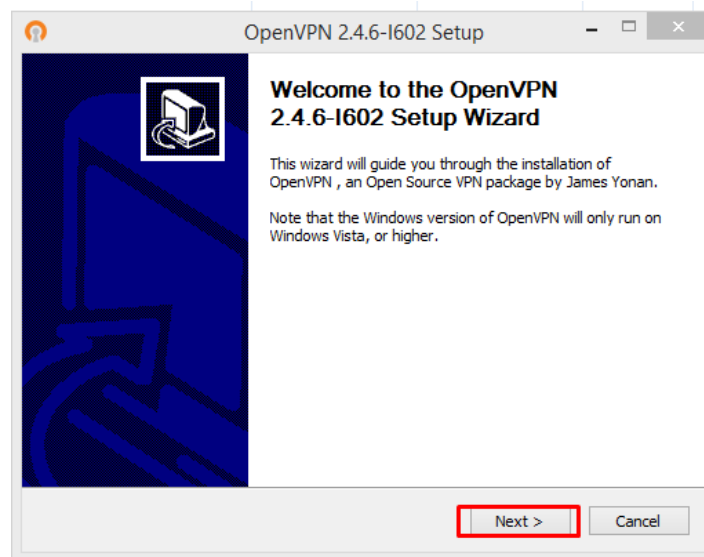 OpenVPN 2.4.6-I602 Setup
Welcome to the OpenVPN
2.4.6-I602 Setup Wizard
This wizard will guide you through the installation of
OpenVPN , an Open Source VPN package by James Yonan.
Note that the Windows version of OpenVPN will only run on
Windows Vista, or higher.
Next >
Cancel